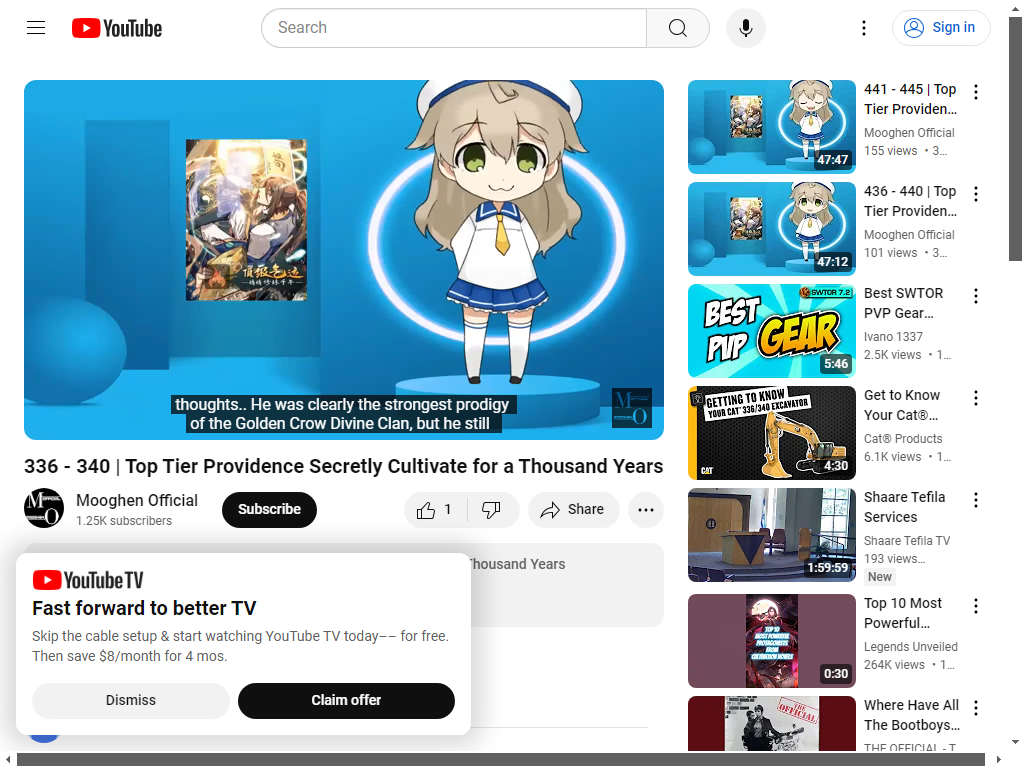 YouTube
Search
Sign in
頂級氣运
thoughts.. He was clearly the strongest prodigy
of the Golden Crow Divine Clan, but he still
336 - 340 | Top Tier Providence Secretly Cultivate for a Thousand Years
Mooghen Official
1.25K subscribers
Subscribe
1
Share
Thousand Years
YouTube TV
Fast forward to better TV
Skip the cable setup & start watching YouTube TV today–– for free.
Then save $8/month for 4 mos.
Dismiss
Claim offer
47:47
441 - 445 | Top
Tier Providen...
Mooghen Official
155 views • 3...
47:12
436 - 440 | Top
Tier Providen...
Mooghen Official
101 views • 3...
SWTOR 7.2
BEST
PVP GEAR
5:46
Best SWTOR
PVP Gear...
Ivano 1337
2.5K views • 1...
GETTING TO KNOW
YOUR CAT® 336/340 EXCAVATOR
CAT
4:30
Get to Know
Your Cat®...
Cat® Products
6.1K views • 1...
1:59:59
Shaare Tefila
Services
Shaare Tefila TV
193 views...
New
TOP 10
MOST POWERFUL
PROTAGONISTS
FROM
CULTIVATION NOVELS
0:30
Top 10 Most
Powerful...
Legends Unveiled
264K views • 1...
THE
OFFICIAL
Where Have All
The Bootboys...
THE OFFICIAL - T